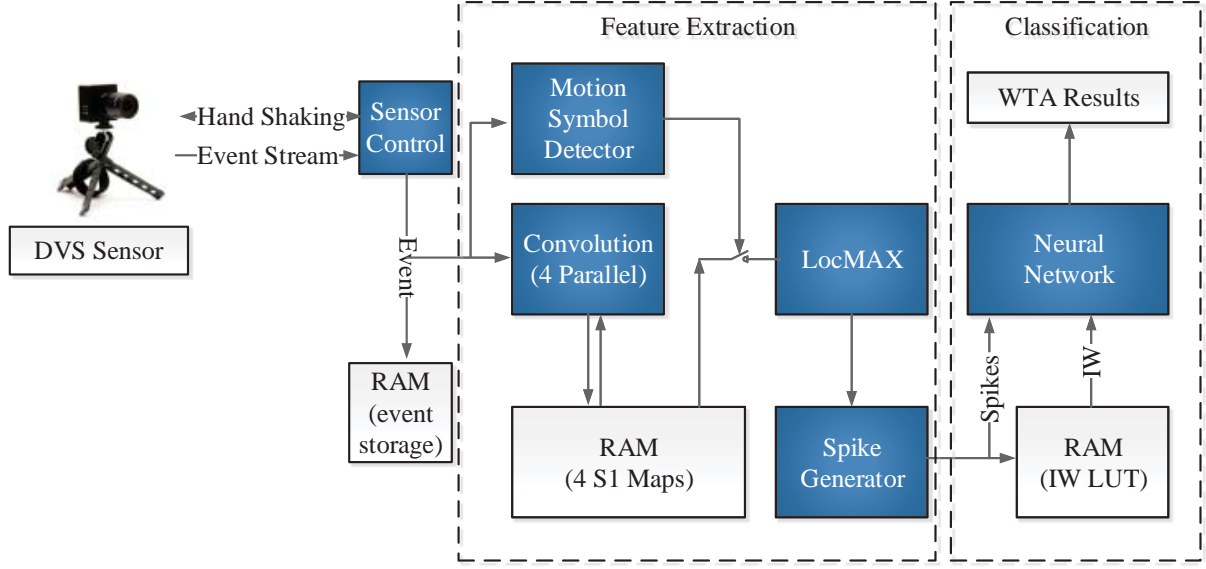 Feature Extraction
Classification
Hand Shaking
Event Stream
Sensor
Control
Motion
Symbol
Detector
WTA Results
DVS Sensor
Event
Convolution
(4 Parallel)
LocMAX
Neural
Network
RAM
(event
storage)
RAM
(4 S1 Maps)
Spike
Generator
Spikes
IW
RAM
(IW LUT)